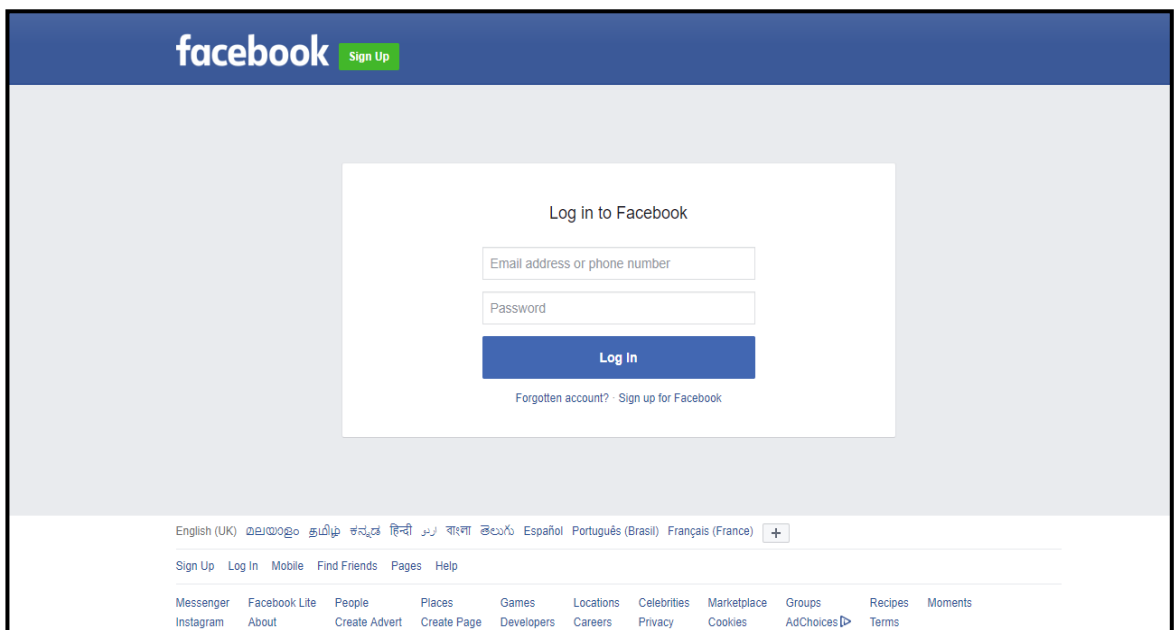 facebook Sign Up
Log in to Facebook
Email address or phone number
Password
Log In
Forgotten account? · Sign up for Facebook
English (UK) മലയാളം தமிழ் ಕನ್ನಡ हिन्दी اردو বাংলা తెలుగు Español Português (Brasil) Français (France) +
Sign Up Log In Mobile Find Friends Pages Help
Messenger Facebook Lite People Places Games Locations Celebrities Marketplace Groups Recipes Moments
Instagram About Create Advert Create Page Developers Careers Privacy Cookies AdChoices Terms